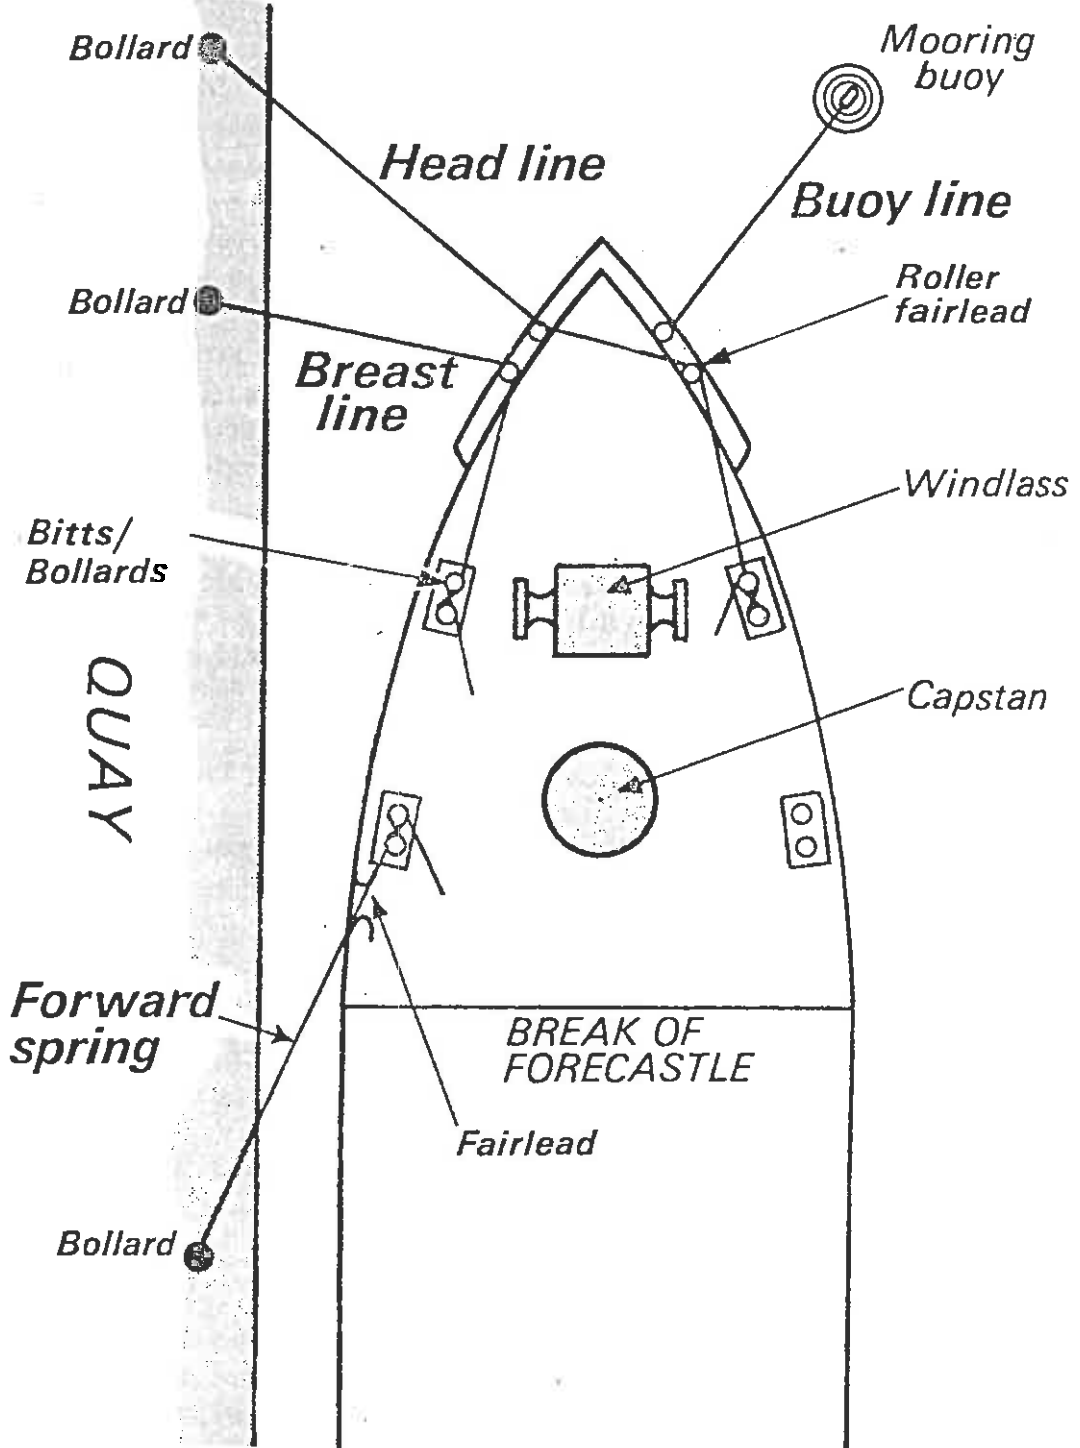 Bollard
Mooring
buoy
Head line
Buoy line
Bollard
Roller
fairlead
Breast
line
Windlass
Bitts/
Bollards
QUAY
Capstan
Forward
spring
BREAK OF
FORECASTLE
Fairlead
Bollard